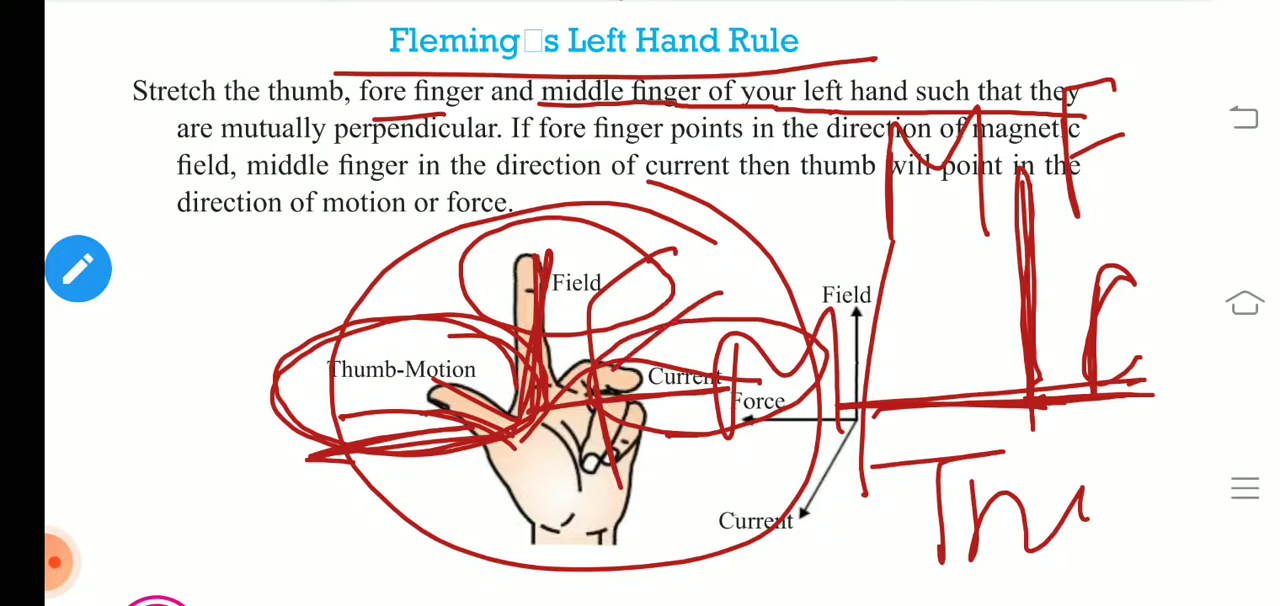 Fleming□s Left Hand Rule
Stretch the thumb, fore finger and middle finger of your left hand such that they
are mutually perpendicular. If fore finger points in the direction of magnetic
field, middle finger in the direction of current then thumb will point in the
direction of motion or force.
Field
Thumb-Motion
Current
Field
Force
Current
M F
C